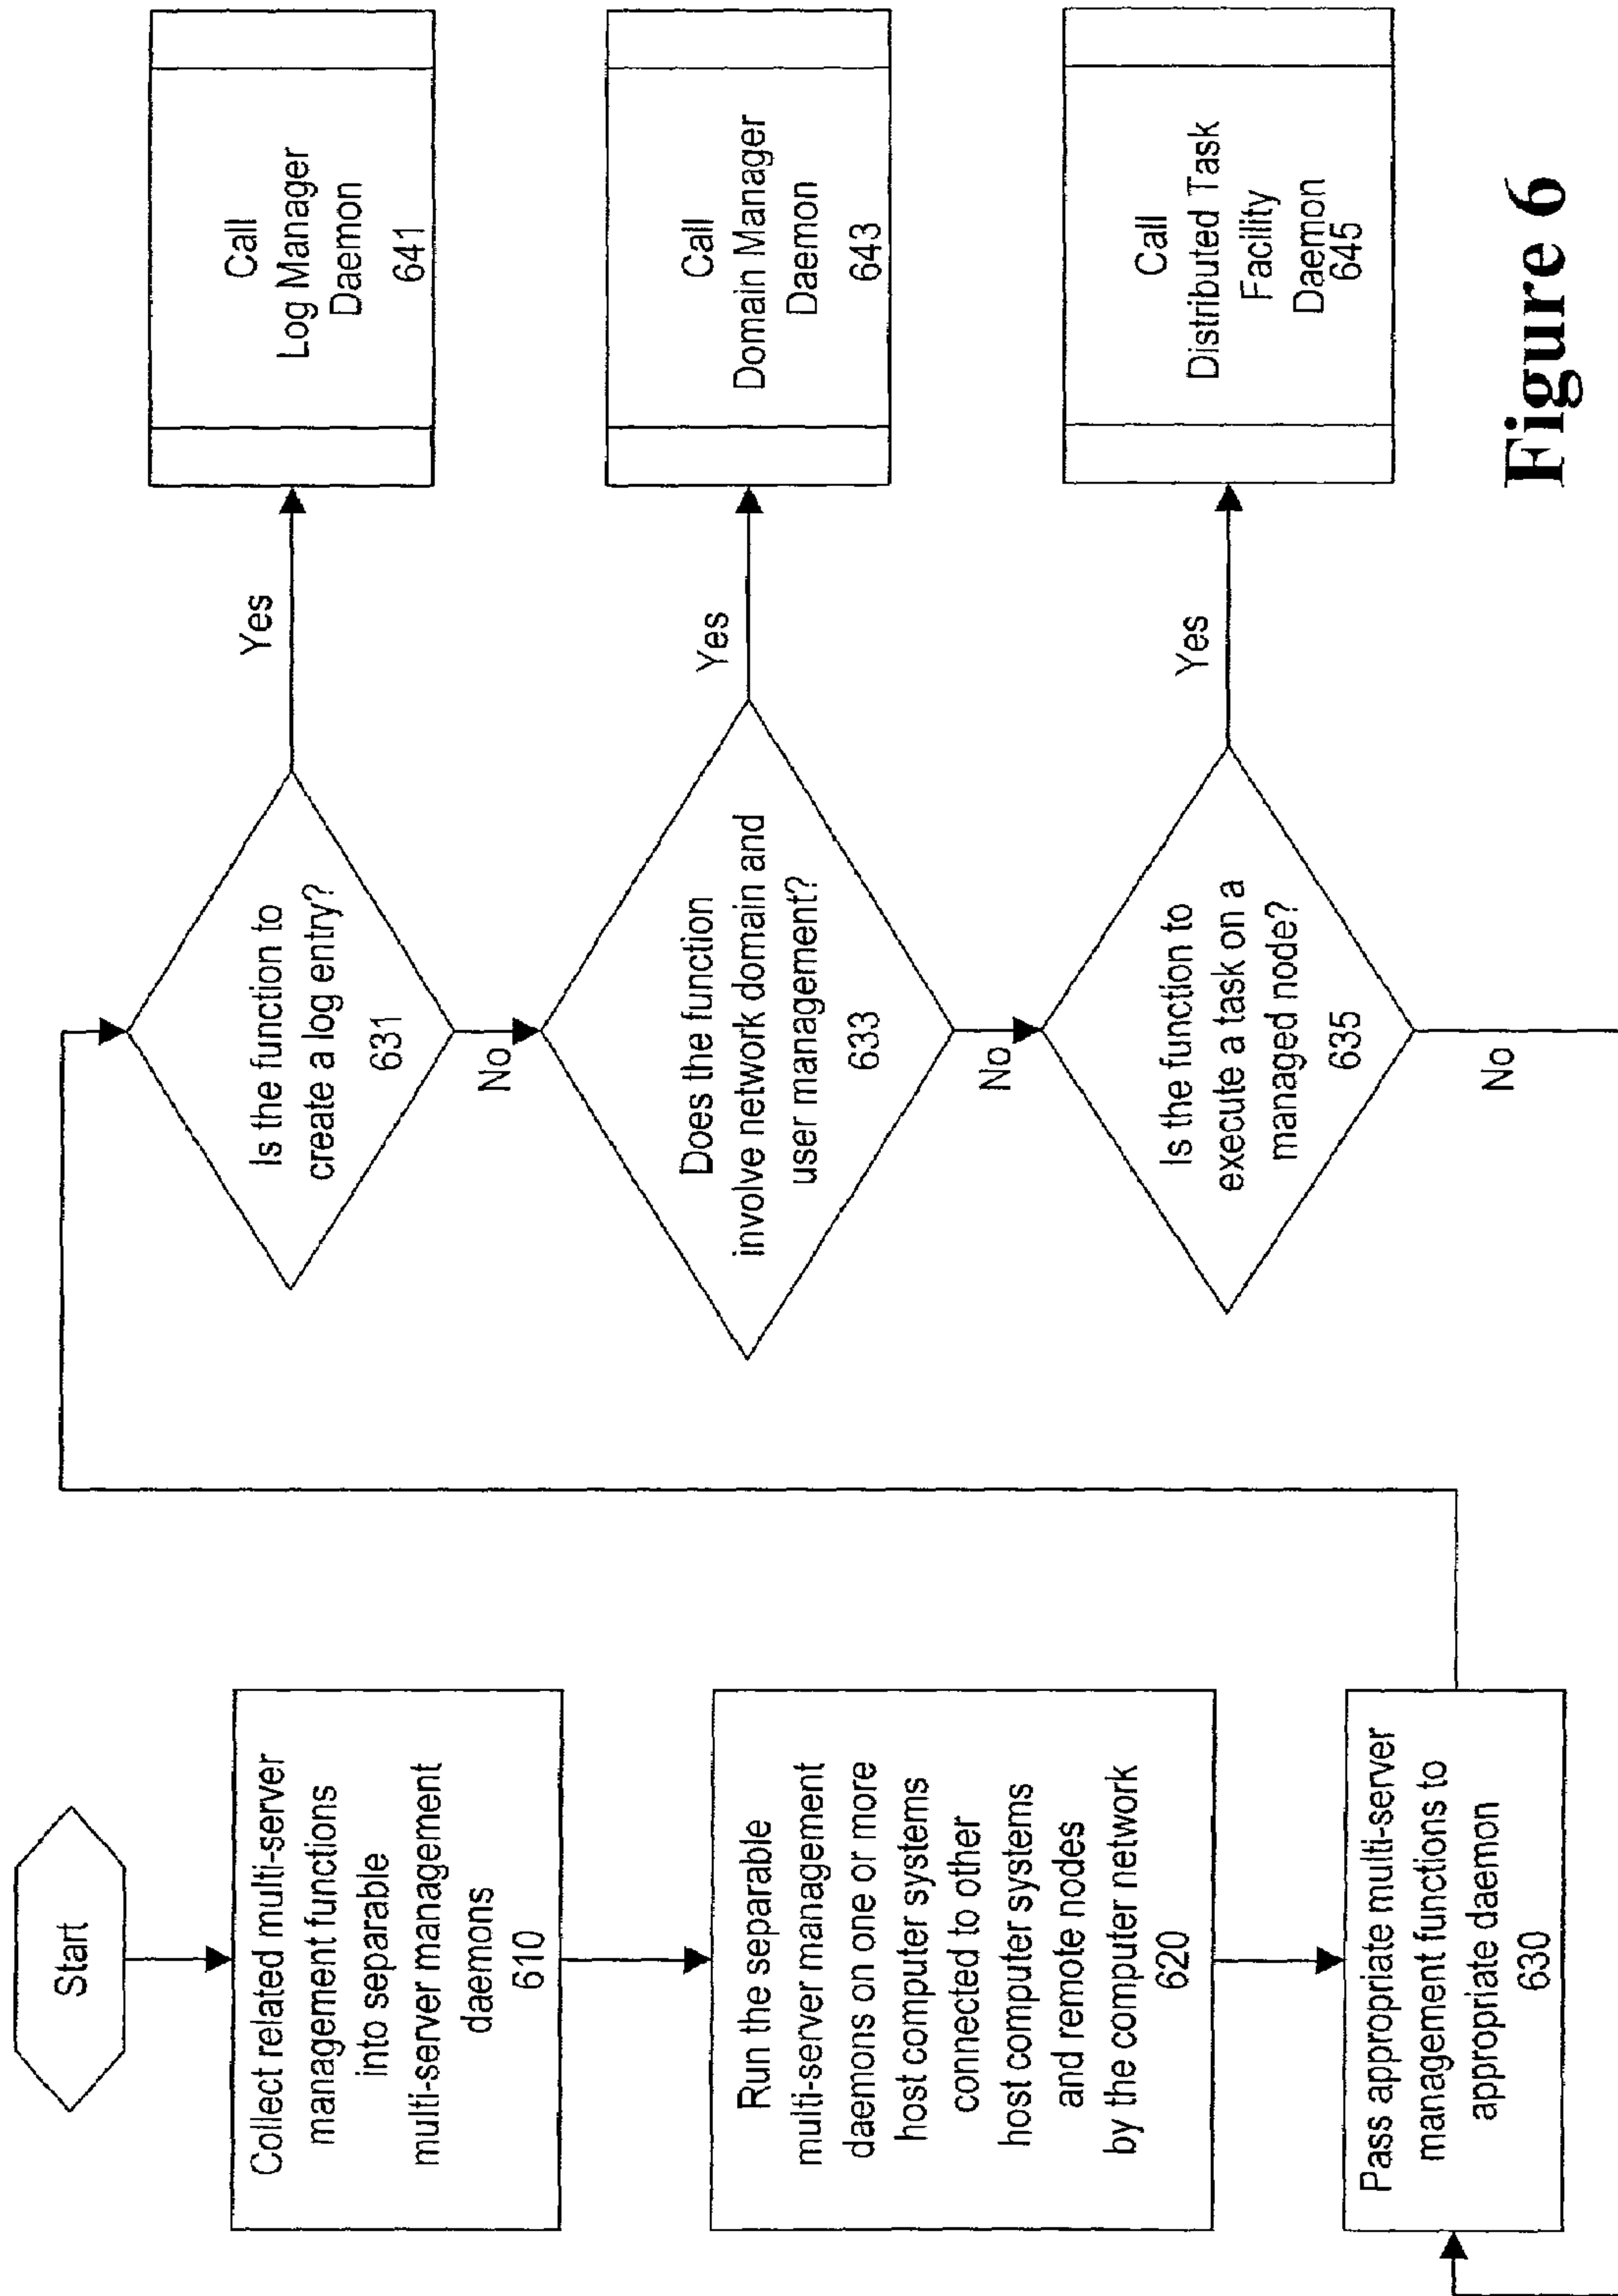 Start
Collect related multi-server
management functions
into separable
multi-server management
daemons
610
Run the separable
multi-server management
daemons on one or more
host computer systems
connected to other
host computer systems
and remote nodes
by the computer network
620
Pass appropriate multi-server
management functions to
appropriate daemon
630
Is the function to
create a log entry?
631
Yes
Call
Log Manager
Daemon
641
No
Does the function
involve network domain and
user management?
633
Yes
Call
Domain Manager
Daemon
643
No
Is the function to
execute a task on a
managed node?
635
Yes
Call
Distributed Task
Facility
Daemon
645
No
Figure 6